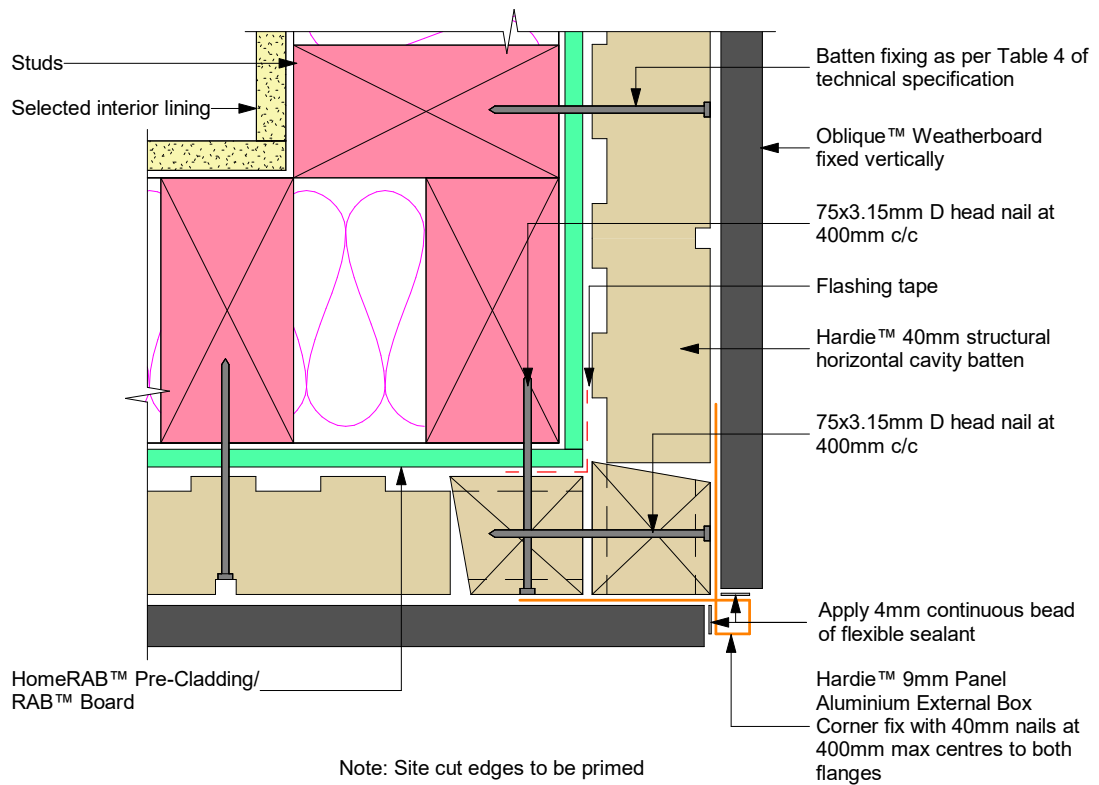 Studs
Selected interior lining
Batten fixing as per Table 4 of
technical specification
Oblique™ Weatherboard
fixed vertically
75x3.15mm D head nail at
400mm c/c
Flashing tape
Hardie™ 40mm structural
horizontal cavity batten
75x3.15mm D head nail at
400mm c/c
Apply 4mm continuous bead
of flexible sealant
HomeRAB™ Pre-Cladding/
RAB™ Board
Hardie™ 9mm Panel
Aluminium External Box
Corner fix with 40mm nails at
400mm max centres to both
flanges
Note: Site cut edges to be primed